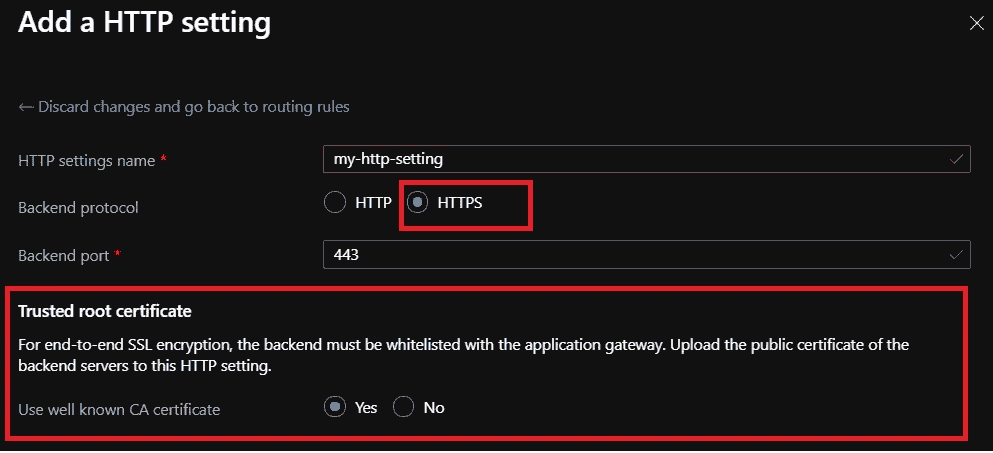 Add a HTTP setting
← Discard changes and go back to routing rules
HTTP settings name *
my-http-setting
Backend protocol
HTTP
HTTPS
Backend port *
443
Trusted root certificate
For end-to-end SSL encryption, the backend must be whitelisted with the application gateway. Upload the public certificate of the
backend servers to this HTTP setting.
Use well known CA certificate
Yes
No